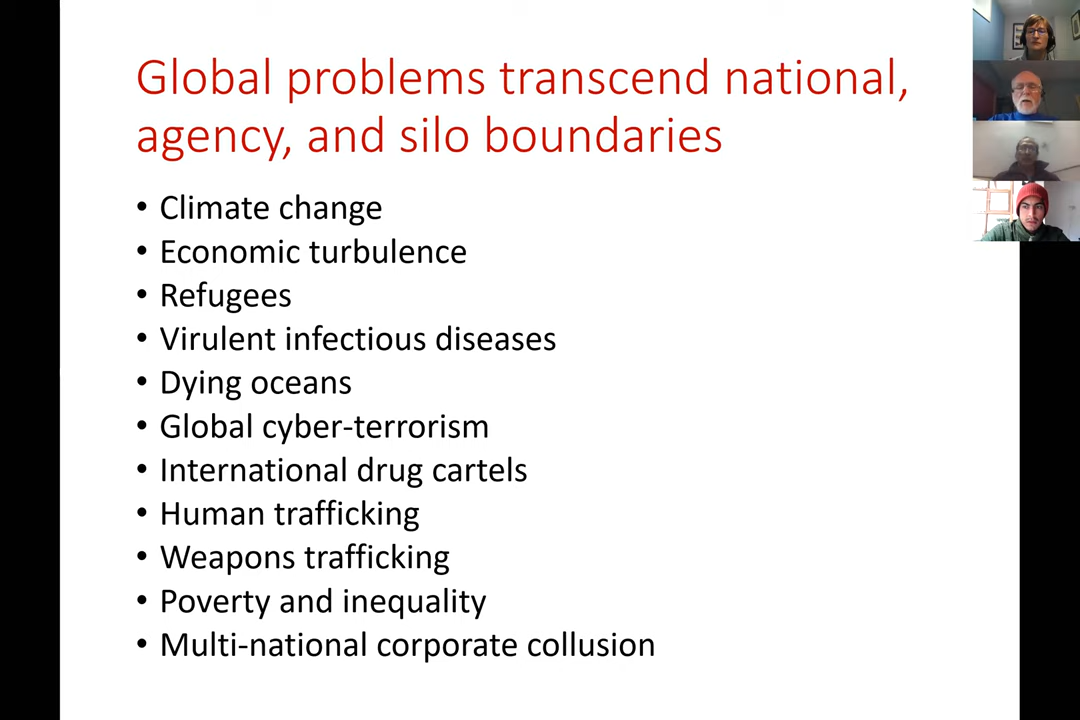 Global problems transcend national,
agency, and silo boundaries
• Climate change
• Economic turbulence
• Refugees
• Virulent infectious diseases
• Dying oceans
• Global cyber-terrorism
• International drug cartels
• Human trafficking
• Weapons trafficking
• Poverty and inequality
• Multi-national corporate collusion